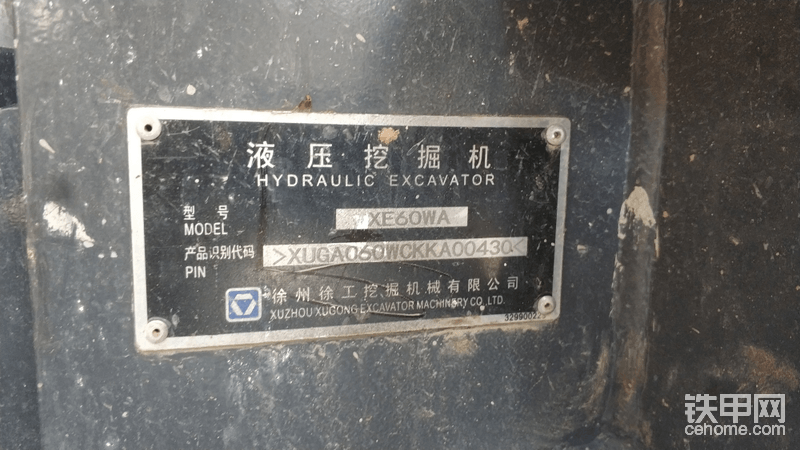 液压挖掘机
HYDRAULIC EXCAVATOR
型号 XE60WA
MODEL
产品识别代码 >XUGA060WCKKA00430<
PIN
徐州徐工挖掘机械有限公司
XUZHOU XUGONG EXCAVATOR MACHINERY CO., LTD.
铁甲网
cehome.com